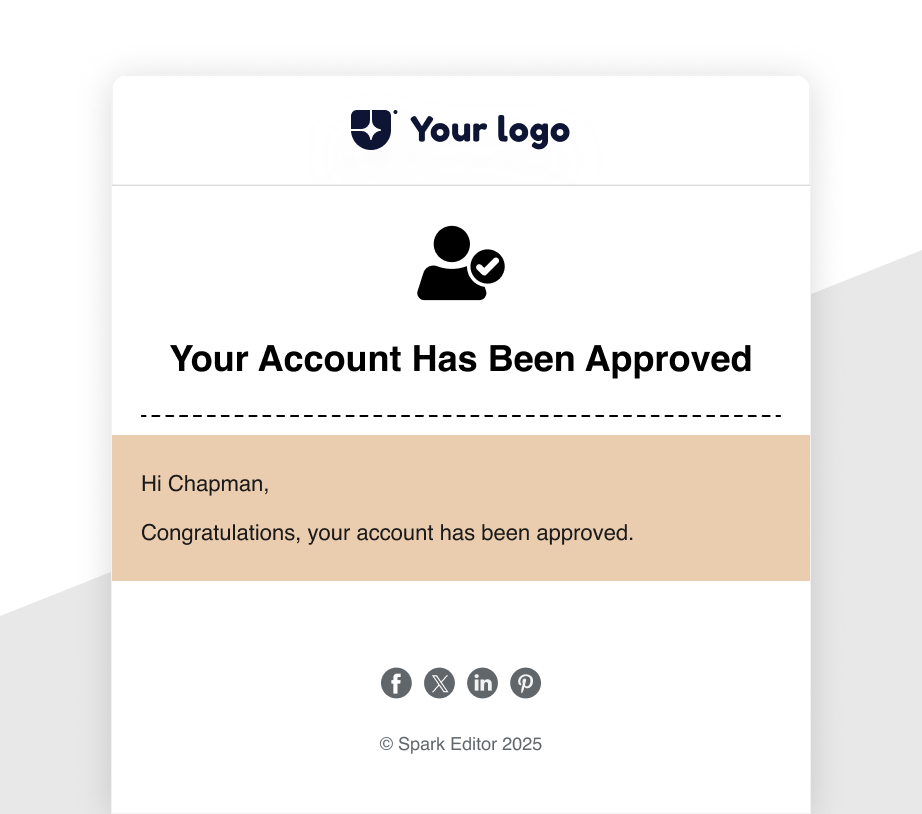 Your logo
Your Account Has Been Approved
Hi Chapman,
Congratulations, your account has been approved.
© Spark Editor 2025